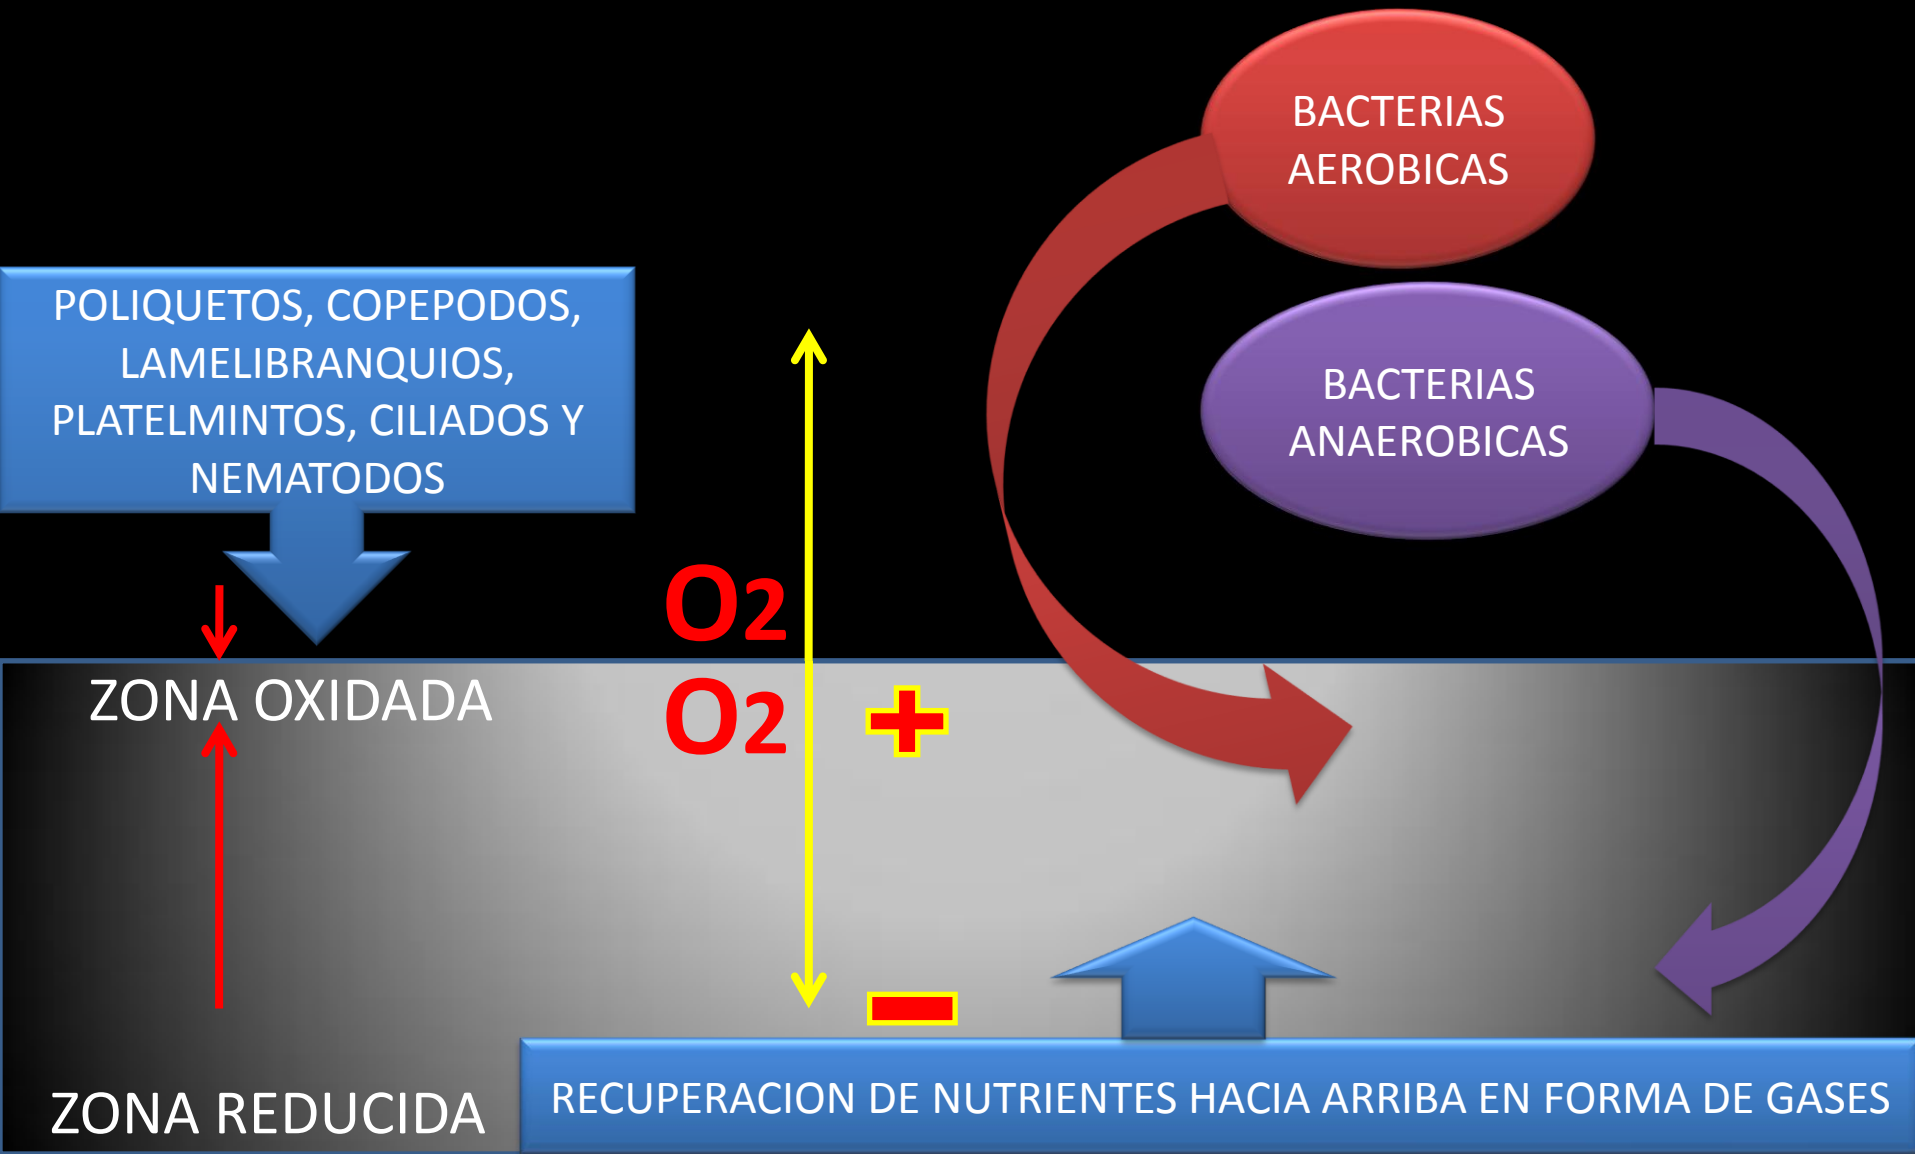 BACTERIAS
AEROBICAS
POLIQUETOS, COPEPODOS,
LAMELIBRANQUIOS,
PLATELMINTOS, CILIADOS Y
NEMATODOS
BACTERIAS
ANAEROBICAS
O2
ZONA OXIDADA
O2
ZONA REDUCIDA
RECUPERACION DE NUTRIENTES HACIA ARRIBA EN FORMA DE GASES